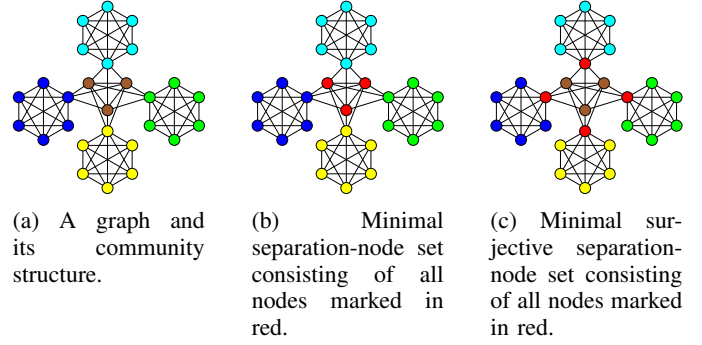 (a) A graph and
its community
structure.
(b) Minimal
separation-node set
consisting of all
nodes marked in
red.
(c) Minimal sur-
jective separation-
node set consisting
of all nodes marked
in red.